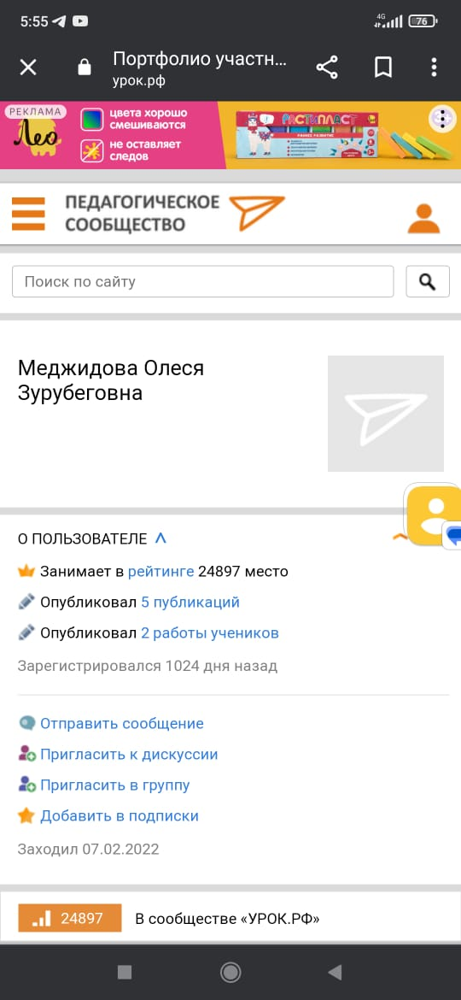 5:55
4G
76
Портфолио участн...
урок.рф
РЕКЛАМА
Лео
цвета хорошо
смешиваются
не оставляет
следов
РАСТИПЛАСТ
РАННЕЕ РАЗВИТИЕ
ПЕДАГОГИЧЕСКОЕ
СООБЩЕСТВО
Поиск по сайту
Меджидова Олеся
Зурубеговна
О ПОЛЬЗОВАТЕЛЕ
Занимает в рейтинге 24897 место
Опубликовал 5 публикаций
Опубликовал 2 работы учеников
Зарегистрировался 1024 дня назад
Отправить сообщение
Пригласить к дискуссии
Пригласить в группу
Добавить в подписки
Заходил 07.02.2022
24897 В сообществе «УРОК.РФ»